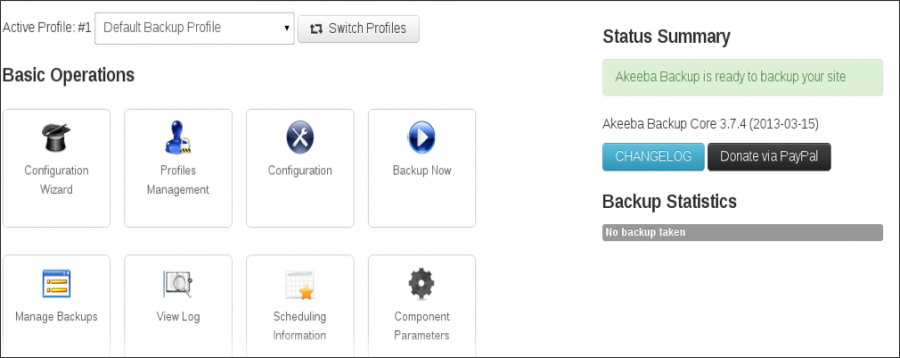 Active Profile: #1 Default Backup Profile Switch Profiles
Basic Operations
Configuration
Wizard
Profiles
Management
Configuration
Backup Now
Manage Backups
View Log
Scheduling
Information
Component
Parameters
Status Summary
Akeeba Backup is ready to backup your site
Akeeba Backup Core 3.7.4 (2013-03-15)
CHANGELOG Donate via PayPal
Backup Statistics
No backup taken